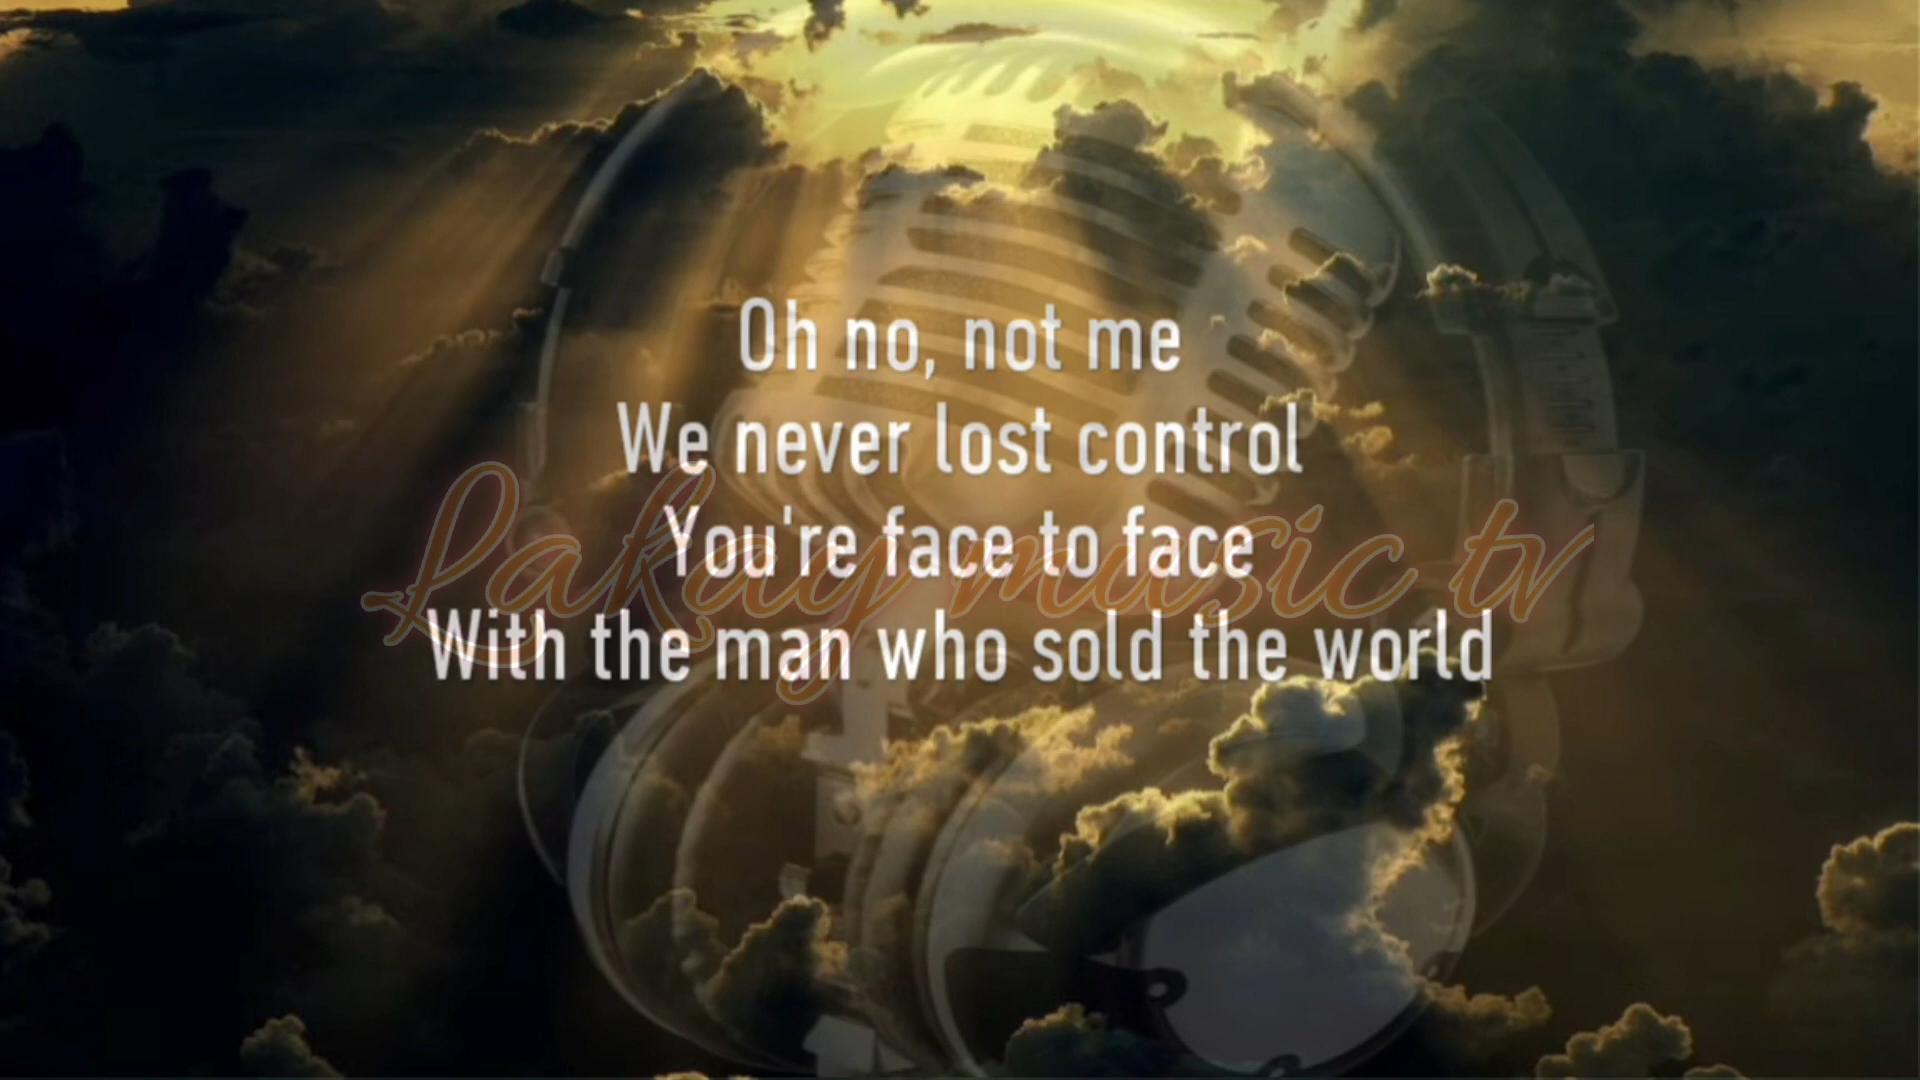 Oh no, not me
We never lost control
You're face to face
With the man who sold the world
Lakay music tv